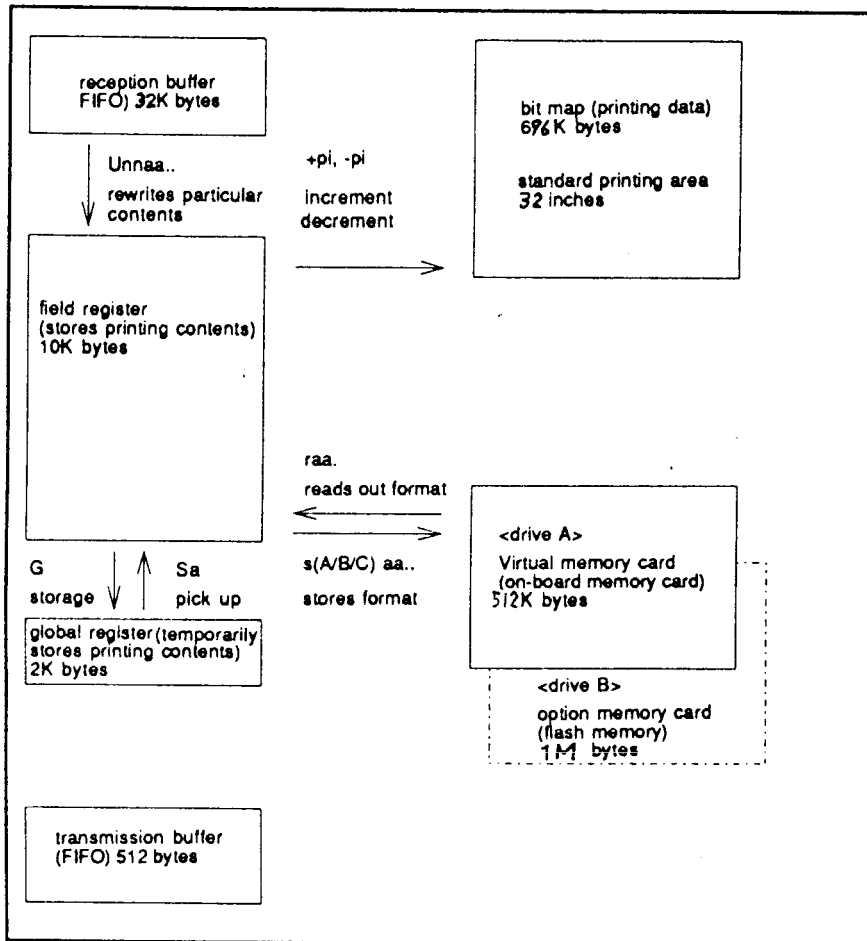 reception buffer
FIFO) 32K bytes
Unnaa..
rewrites particular
contents
+pi, -pi
increment
decrement
bit map (printing data)
696K bytes
standard printing area
32 inches
field register
(stores printing contents)
10K bytes
raa.
reads out format
s(A/B/C) aa..
stores format
<drive A>
Virtual memory card
(on-board memory card)
512K bytes
<drive B>
option memory card
(flash memory)
1M bytes
G
storage
Sa
pick up
global register (temporarily
stores printing contents)
2K bytes
transmission buffer
(FIFO) 512 bytes